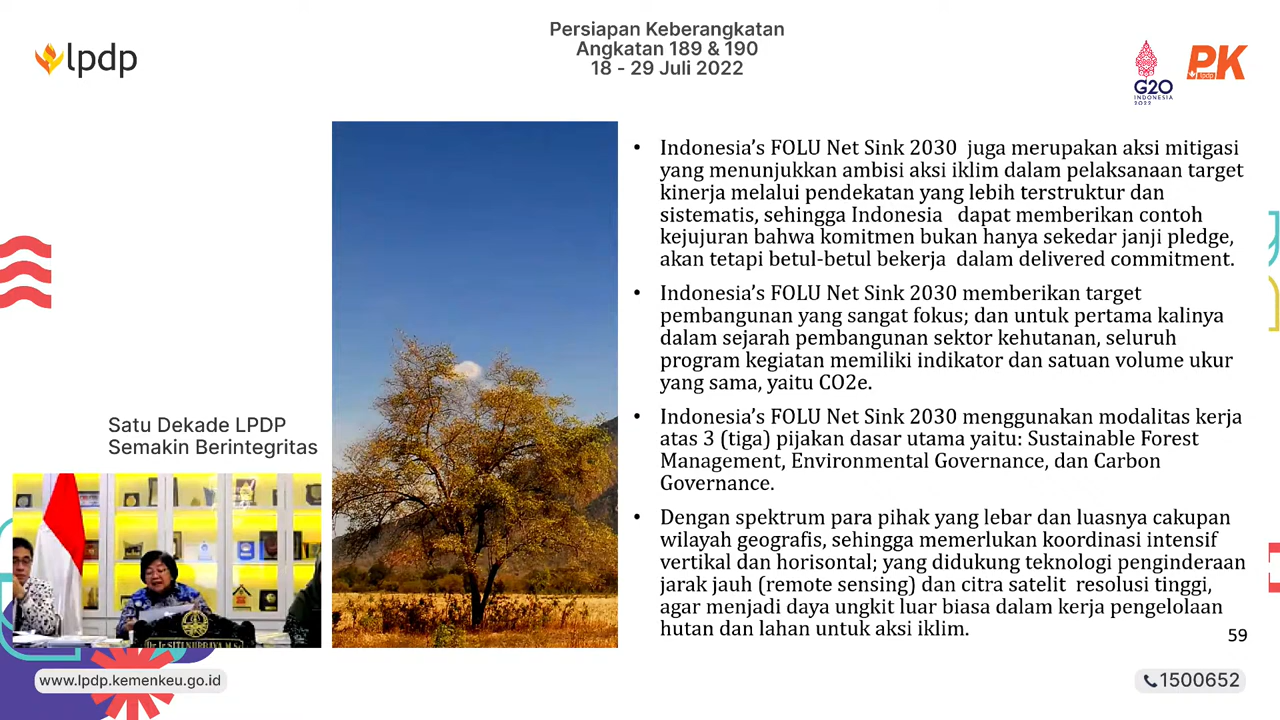 lpdp
Persiapan Keberangkatan
Angkatan 189 & 190
18 - 29 Juli 2022
G20
INDONESIA
2022
PK
lpdp
• Indonesia's FOLU Net Sink 2030 juga merupakan aksi mitigasi
yang menunjukkan ambisi aksi iklim dalam pelaksanaan target
kinerja melalui pendekatan yang lebih terstruktur dan
sistematis, sehingga Indonesia dapat memberikan contoh
kejujuran bahwa komitmen bukan hanya sekedar janji pledge,
akan tetapi betul-betul bekerja dalam delivered commitment.
• Indonesia's FOLU Net Sink 2030 memberikan target
pembangunan yang sangat fokus; dan untuk pertama kalinya
dalam sejarah pembangunan sektor kehutanan, seluruh
program kegiatan memiliki indikator dan satuan volume ukur
yang sama, yaitu CO2e.
• Indonesia's FOLU Net Sink 2030 menggunakan modalitas kerja
atas 3 (tiga) pijakan dasar utama yaitu: Sustainable Forest
Management, Environmental Governance, dan Carbon
Governance.
• Dengan spektrum para pihak yang lebar dan luasnya cakupan
wilayah geografis, sehingga memerlukan koordinasi intensif
vertikal dan horisontal; yang didukung teknologi penginderaan
jarak jauh (remote sensing) dan citra satelit resolusi tinggi,
agar menjadi daya ungkit luar biasa dalam kerja pengelolaan
hutan dan lahan untuk aksi iklim.
59
Satu Dekade LPDP
Semakin Berintegritas
Dr. Ir. SITI NURBAYA, M.Sc
www.lpdp.kemenkeu.go.id
1500652